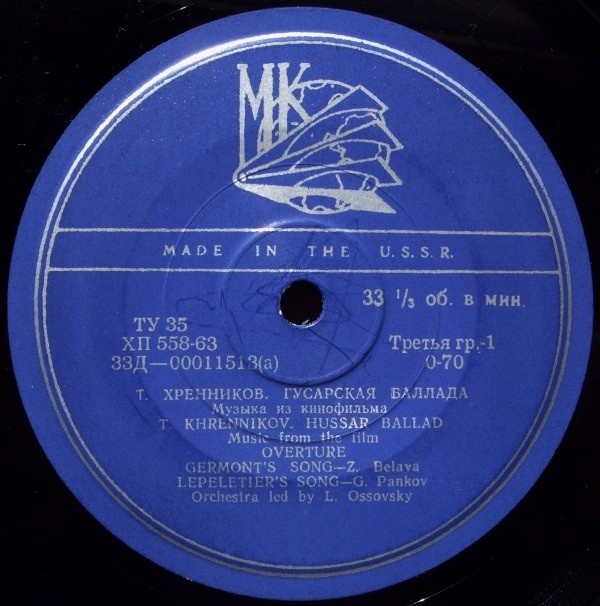 МК
MADE IN THE U.S.S.R.
33 1/3 об. в мин.
ТУ 35
ХП 558-63
Третья гр.-1
33Д—00011513(а)
0-70
Т. ХРЕННИКОВ. ГУСАРСКАЯ БАЛЛАДА
Музыка из кинофильма
T. KHRENNIKOV. HUSSAR BALLAD
Music from the film
OVERTURE
GERMONT'S SONG—Z. Belava
LEPELETIER'S SONG—G. Pankov
Orchestra led by L. Ossovsky